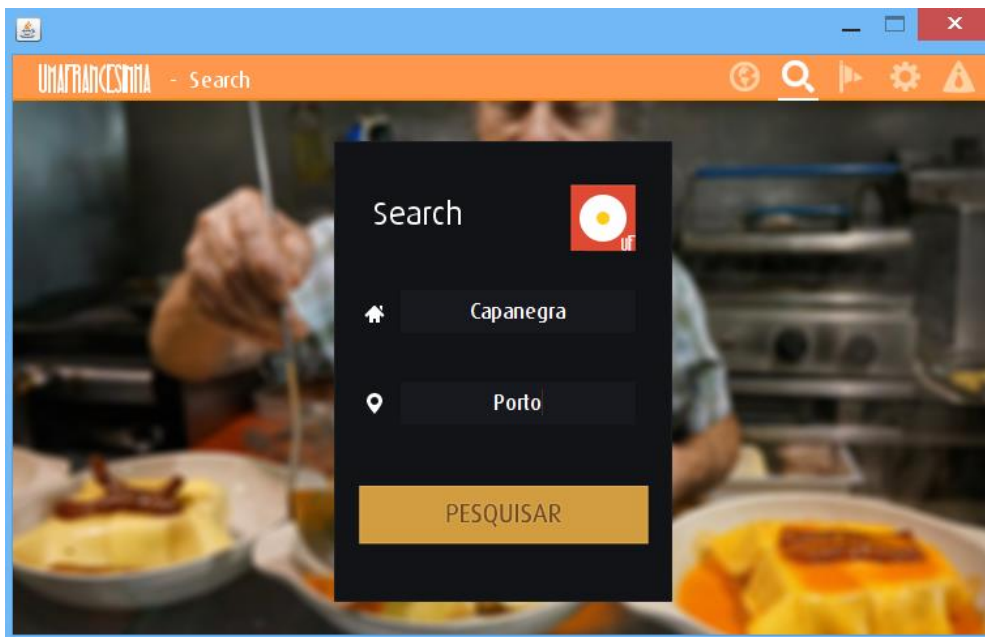 UMAFRANCESINHA - Search
Search
uF
Capanegra
Porto
PESQUISAR